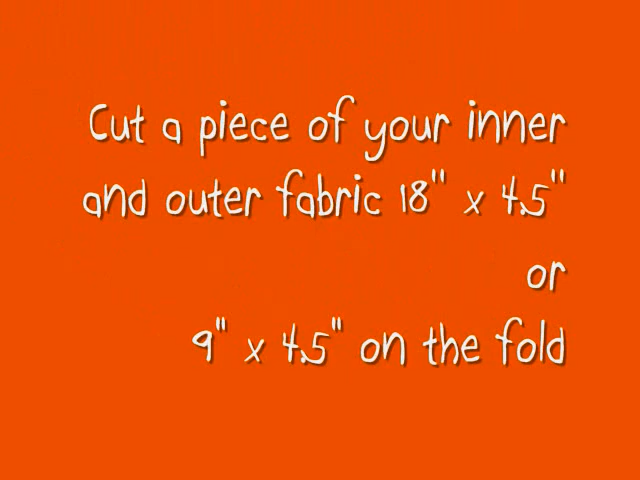 Cut a piece of your inner
and outer fabric 18" x 4.5"
or
9" x 4.5" on the fold